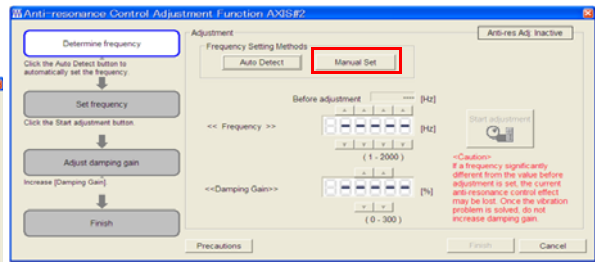 Anti-resonance Control Adjustment Function AXIS#2
Determine frequency
Click the Auto Detect button to
automatically set the frequency.
Set frequency
Click the Start adjustment button.
Adjust damping gain
Increase [Damping Gain].
Finish
Adjustment
Anti-res Adj. Inactive
Frequency Setting Methods
Auto Detect
Manual Set
Before adjustment
---- [Hz]
<< Frequency >>
[Hz]
( 1 - 2000 )
<<Damping Gain>>
[%]
( 0 - 300 )
Start adjustment
<Caution>
If a frequency significantly
different from the value before
adjustment is set, the current
anti-resonance control effect
may be lost. Once the vibration
problem is solved, do not
increase damping gain.
Precautions
Finish
Cancel